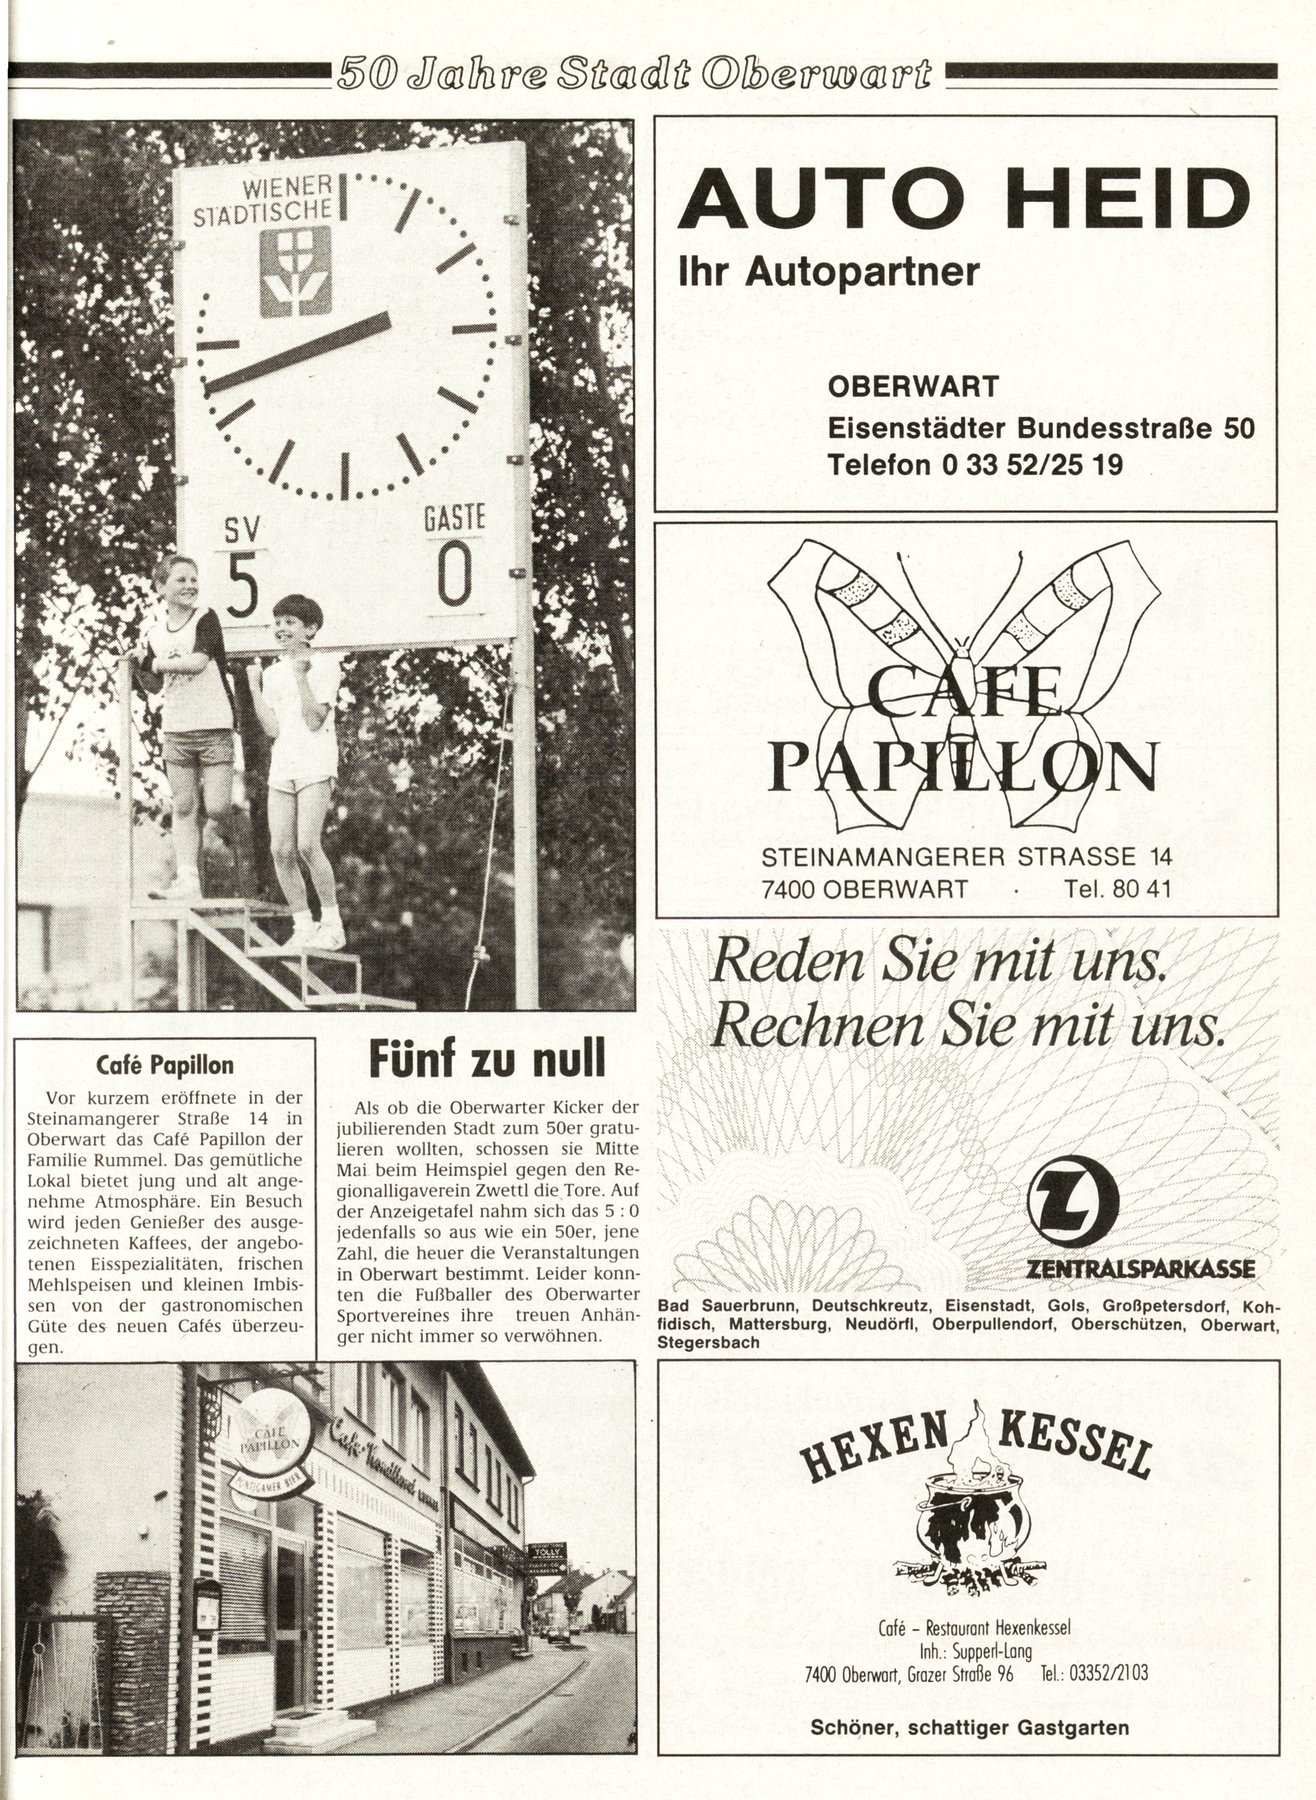 50 Jahre Stadt Oberwart
WIENER
STÄDTISCHE
SV
GÄSTE
5
0
Café Papillon
Vor kurzem eröffnete in der
Steinamangerer Straße 14 in
Oberwart das Café Papillon der
Familie Rummel. Das gemütliche
Lokal bietet jung und alt ange-
nehme Atmosphäre. Ein Besuch
wird jeden Genießer des ausge-
zeichneten Kaffees, der angebo-
tenen Eisspezialitäten, frischen
Mehlspeisen und kleinen Imbis-
sen von der gastronomischen
Güte des neuen Cafés überzeu-
gen.
Fünf zu null
Als ob die Oberwarter Kicker der
jubilierenden Stadt zum 50er gratu-
lieren wollten, schossen sie Mitte
Mai beim Heimspiel gegen den Re-
gionalligaverein Zwettl die Tore. Auf
der Anzeigetafel nahm sich das 5 : 0
jedenfalls so aus wie ein 50er, jene
Zahl, die heuer die Veranstaltungen
in Oberwart bestimmt. Leider konn-
ten die Fußballer des Oberwarter
Sportvereines ihre treuen Anhän-
ger nicht immer so verwöhnen.
CAFE
PAPILLON
PUNTIGAMER BIER
Cafe-Konditorei
TOLLY
AUTO HEID
Ihr Autopartner
OBERWART
Eisenstädter Bundesstraße 50
Telefon 0 33 52/25 19
CAFE
PAPILLON
STEINAMANGERER STRASSE 14
7400 OBERWART · Tel. 80 41
Reden Sie mit uns.
Rechnen Sie mit uns.
Z
ZENTRALSPARKASSE
Bad Sauerbrunn, Deutschkreutz, Eisenstadt, Gols, Großpetersdorf, Koh-
fidisch, Mattersburg, Neudörfl, Oberpullendorf, Oberschützen, Oberwart,
Stegersbach
HEXEN KESSEL
Café – Restaurant Hexenkessel
Inh.: Supperl-Lang
7400 Oberwart, Grazer Straße 96 Tel.: 03352/2103
Schöner, schattiger Gastgarten